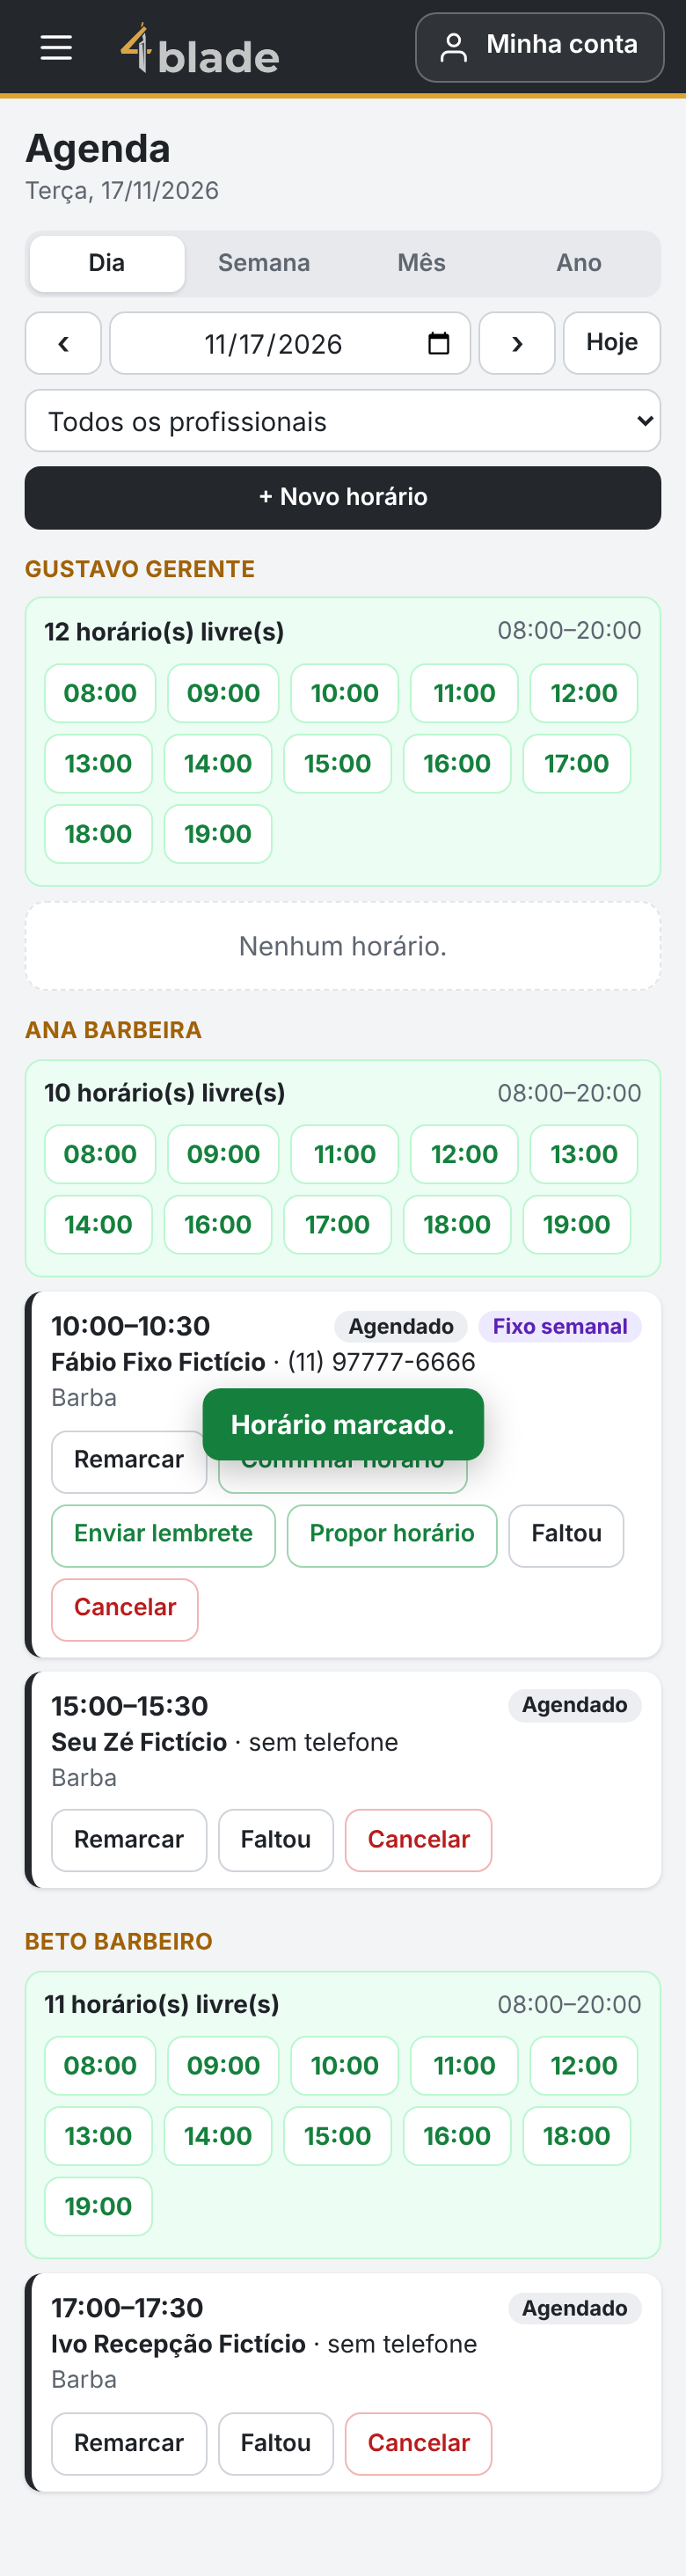 4blade
Minha conta
Agenda
Terça, 17/11/2026
Dia Semana Mês Ano
‹ 11/17/2026 › Hoje
Todos os profissionais
+ Novo horário
GUSTAVO GERENTE
12 horário(s) livre(s) 08:00–20:00
08:00 09:00 10:00 11:00 12:00
13:00 14:00 15:00 16:00 17:00
18:00 19:00
Nenhum horário.
ANA BARBEIRA
10 horário(s) livre(s) 08:00–20:00
08:00 09:00 11:00 12:00 13:00
14:00 16:00 17:00 18:00 19:00
10:00–10:30 Agendado Fixo semanal
Fábio Fixo Fictício · (11) 97777-6666
Barba
Horário marcado.
Remarcar Confirmar horário
Enviar lembrete Propor horário Faltou
Cancelar
15:00–15:30 Agendado
Seu Zé Fictício · sem telefone
Barba
Remarcar Faltou Cancelar
BETO BARBEIRO
11 horário(s) livre(s) 08:00–20:00
08:00 09:00 10:00 11:00 12:00
13:00 14:00 15:00 16:00 18:00
19:00
17:00–17:30 Agendado
Ivo Recepção Fictício · sem telefone
Barba
Remarcar Faltou Cancelar